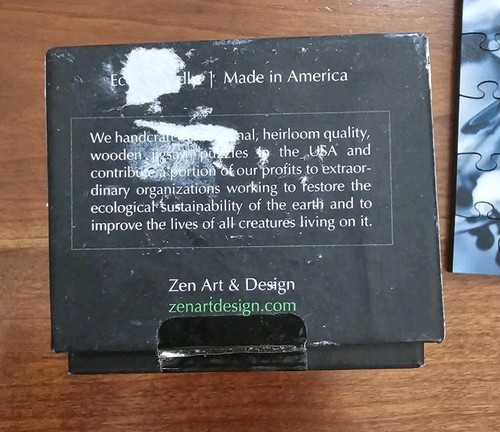 Made in America
We handcraft nal, heirloom quality,
wooden jigsaw puzzles in the USA and
contribute a portion of our profits to extraor-
dinary organizations working to restore the
ecological sustainability of the earth and to
improve the lives of all creatures living on it.
Zen Art & Design
zenartdesign.com